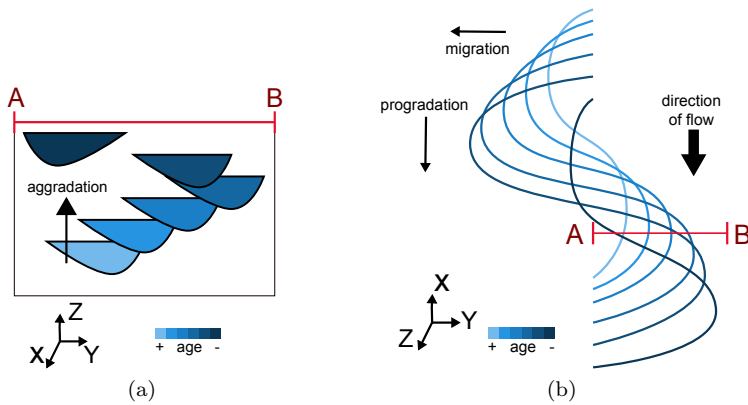 A B
aggradation
Z
X Y
+ age -
(a)
migration
progradation
direction
of flow
A B
X
Z Y
+ age -
(b)